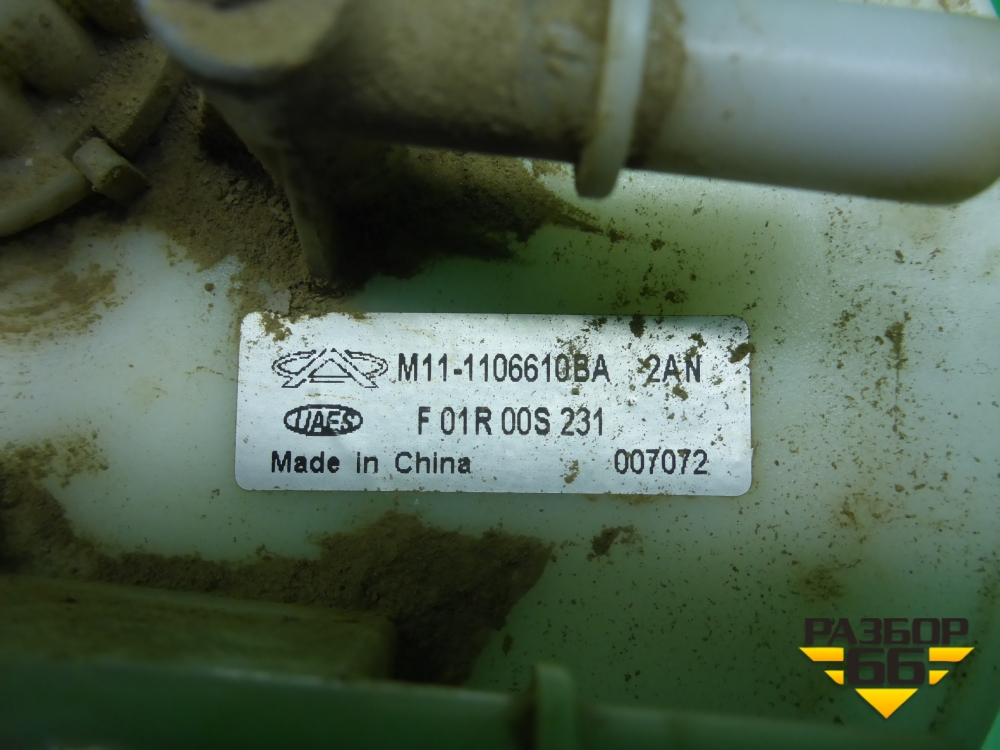 M11-1106610BA 2AN
UAES F 01R 00S 231
Made in China 007072
РАЗБОР
66